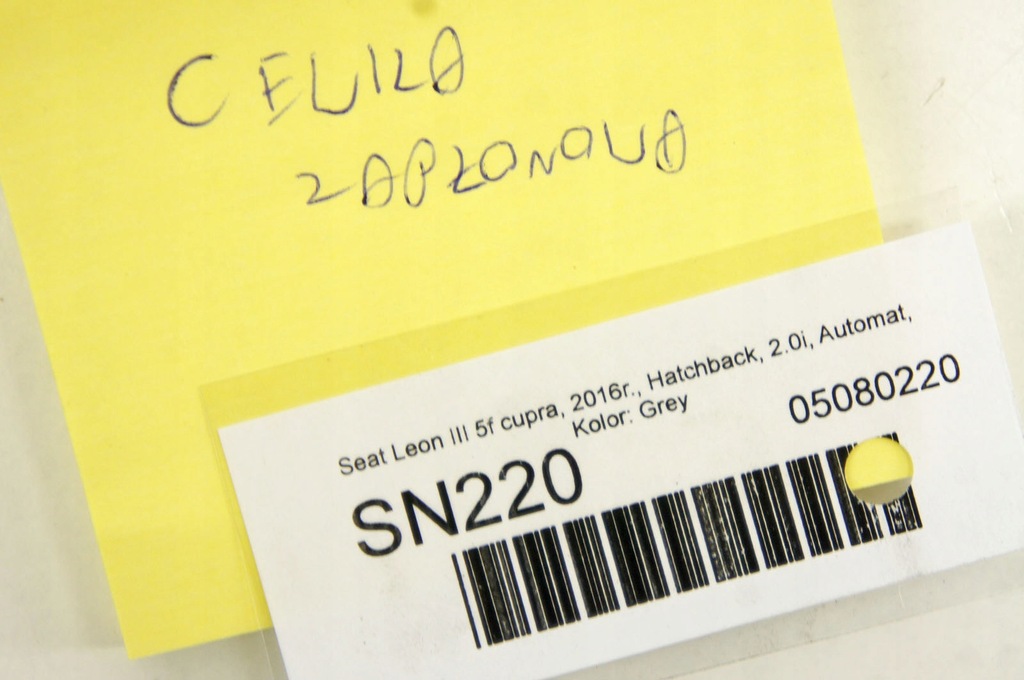 CEWKA
ZAPŁONOWA
Seat Leon III 5f cupra, 2016r., Hatchback, 2.0i, Automat,
Kolor: Grey
05080220
SN220